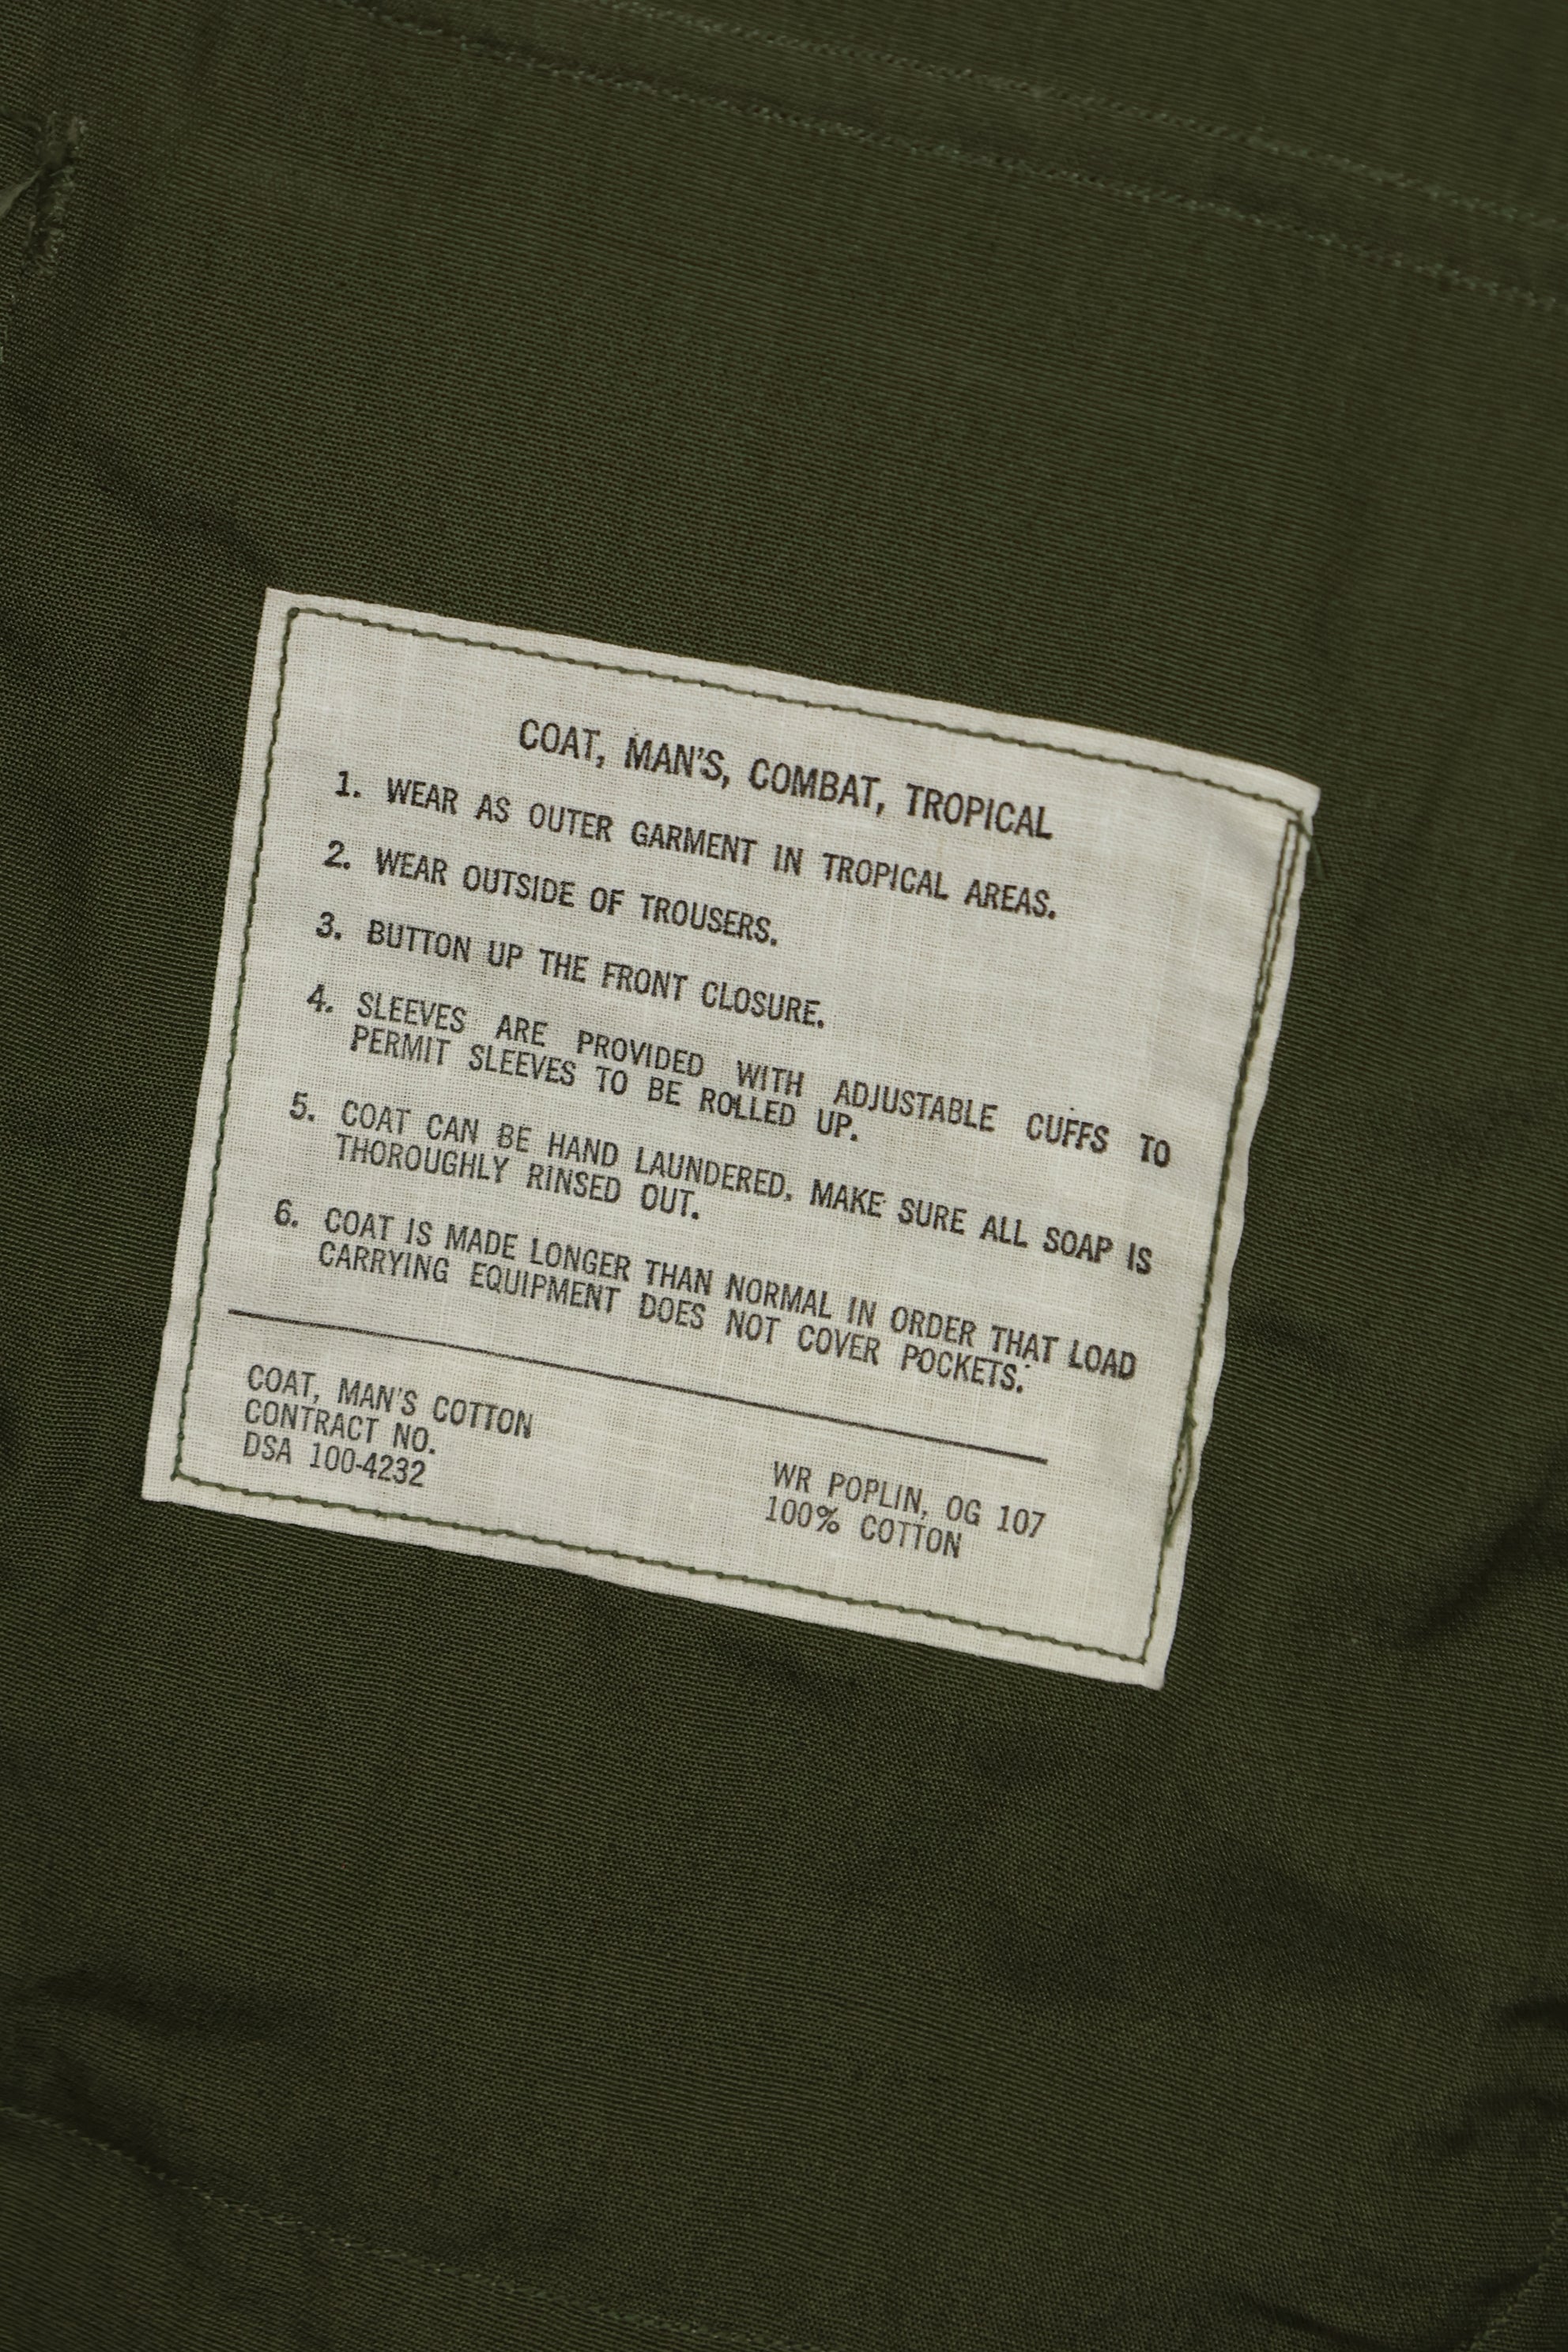 COAT, MAN'S, COMBAT, TROPICAL
1. WEAR AS OUTER GARMENT IN TROPICAL AREAS.
2. WEAR OUTSIDE OF TROUSERS.
3. BUTTON UP THE FRONT CLOSURE.
4. SLEEVES ARE PROVIDED WITH ADJUSTABLE CUFFS TO
PERMIT SLEEVES TO BE ROLLED UP.
5. COAT CAN BE HAND LAUNDERED, MAKE SURE ALL SOAP IS
THOROUGHLY RINSED OUT.
6. COAT IS MADE LONGER THAN NORMAL IN ORDER THAT LOAD
CARRYING EQUIPMENT DOES NOT COVER POCKETS.
COAT, MAN'S COTTON
CONTRACT NO.
DSA 100-4232
WR POPLIN, OG 107
100% COTTON